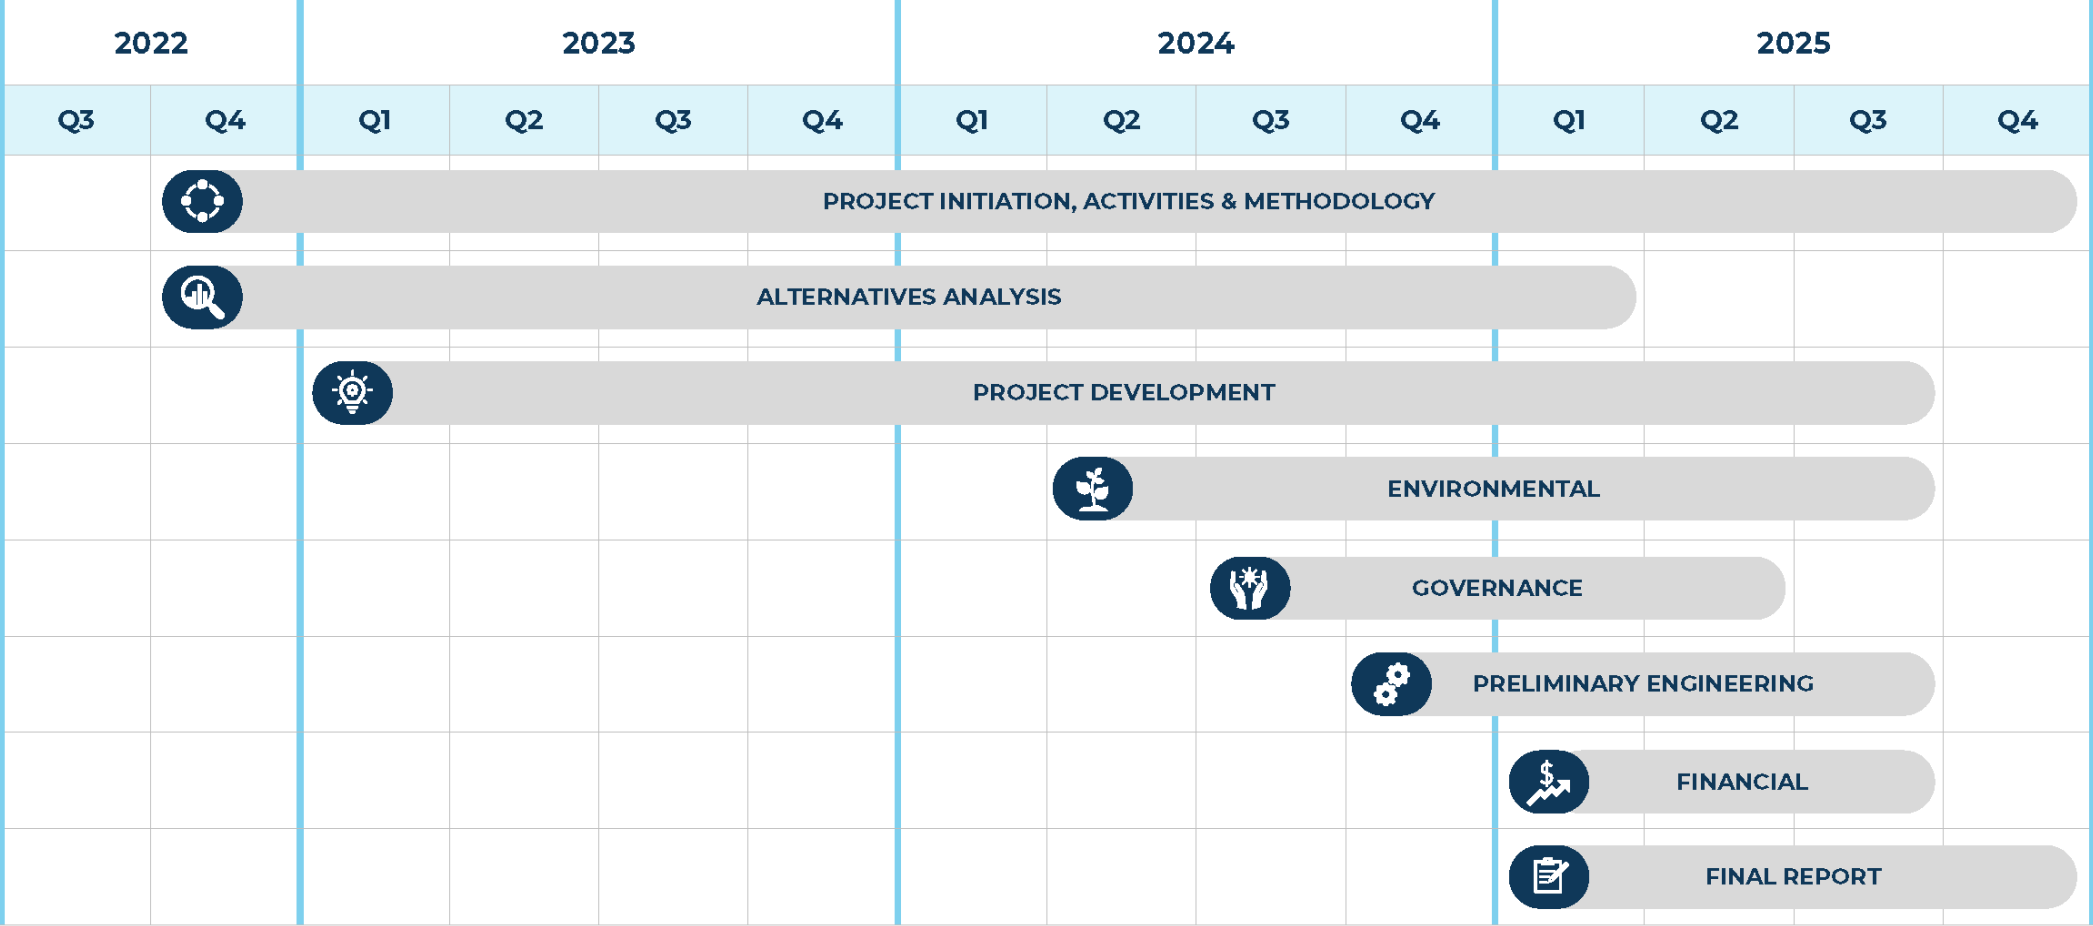 2022 2023 2024 2025
Q3 Q4 Q1 Q2 Q3 Q4 Q1 Q2 Q3 Q4 Q1 Q2 Q3 Q4
PROJECT INITIATION, ACTIVITIES & METHODOLOGY
ALTERNATIVES ANALYSIS
PROJECT DEVELOPMENT
ENVIRONMENTAL
GOVERNANCE
PRELIMINARY ENGINEERING
$ FINANCIAL
FINAL REPORT